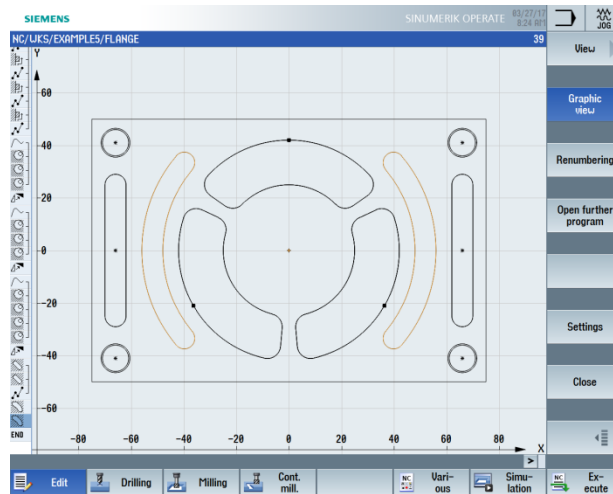 SIEMENS
SINUMERIK OPERATE
03/27/17
8:24 AM
JOG
NC/WKS/EXAMPLE5/FLANGE
39
Y
60
40
20
0
-20
-40
-60
-80
-60
-40
-20
0
20
40
60
80
X
END
View
Graphic
view
Renumbering
Open further
program
Settings
Close
>
Edit
Drilling
Milling
Cont.
mill.
NC
Vari-
ous
Simu-
lation
NC
Ex-
ecute